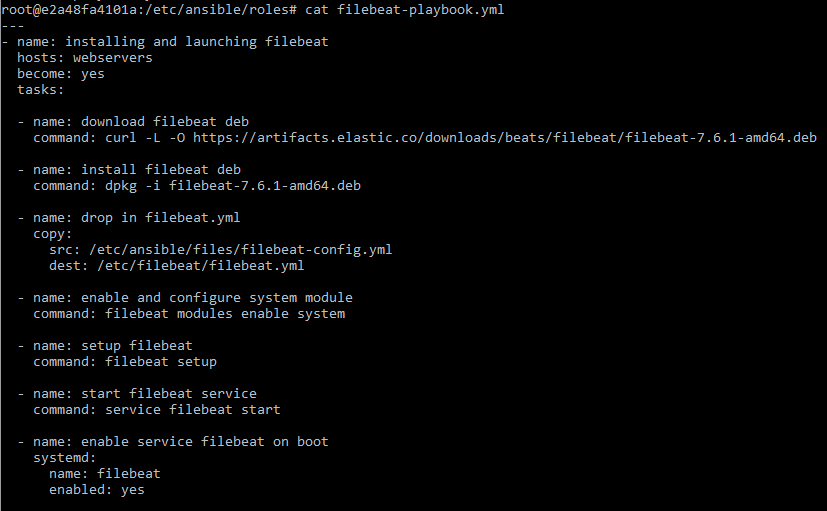 root@e2a48fa4101a:/etc/ansible/roles# cat filebeat-playbook.yml
---
- name: installing and launching filebeat
  hosts: webservers
  become: yes
  tasks:

  - name: download filebeat deb
    command: curl -L -O https://artifacts.elastic.co/downloads/beats/filebeat/filebeat-7.6.1-amd64.deb

  - name: install filebeat deb
    command: dpkg -i filebeat-7.6.1-amd64.deb

  - name: drop in filebeat.yml
    copy:
      src: /etc/ansible/files/filebeat-config.yml
      dest: /etc/filebeat/filebeat.yml

  - name: enable and configure system module
    command: filebeat modules enable system

  - name: setup filebeat
    command: filebeat setup

  - name: start filebeat service
    command: service filebeat start

  - name: enable service filebeat on boot
    systemd:
      name: filebeat
      enabled: yes